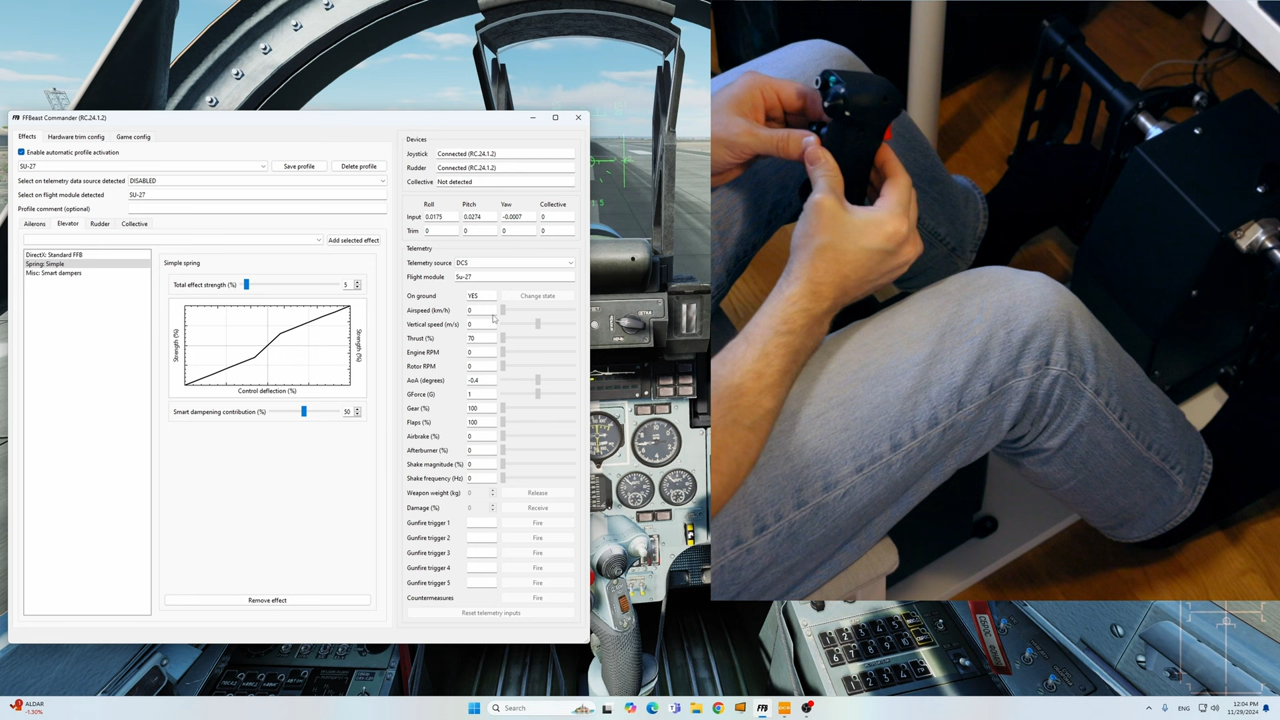 FFBeast Commander (RC.24.1.2)
Effects Hardware trim config Game config
Enable automatic profile activation
SU-27 Save profile Delete profile
Select on telemetry data source detected DISABLED
Select on flight module detected SU-27
Profile comment (optional)
Ailerons Elevator Rudder Collective
Add selected effect
DirectX: Standard FFB
Spring: Simple
Misc: Smart dampers
Simple spring
Total effect strength (%) 5
Strength (%)
Strength (%)
Control deflection (%)
Smart dampening contribution (%) 50
Remove effect
Devices
Joystick Connected (RC.24.1.2)
Rudder Connected (RC.24.1.2)
Collective Not detected
Roll Pitch Yaw Collective
Input 0.0175 0.0274 -0.0007 0
Trim 0 0 0 0
Telemetry
Telemetry source DCS
Flight module Su-27
On ground YES Change state
Airspeed (km/h) 0
Vertical speed (m/s) 0
Thrust (%) 70
Engine RPM 0
Rotor RPM 0
AoA (degrees) -0.4
GForce (G) 1
Gear (%) 100
Flaps (%) 100
Airbrake (%) 0
Afterburner (%) 0
Shake magnitude (%) 0
Shake frequency (Hz) 0
Weapon weight (kg) 0 Release
Damage (%) 0 Receive
Gunfire trigger 1 Fire
Gunfire trigger 2 Fire
Gunfire trigger 3 Fire
Gunfire trigger 4 Fire
Gunfire trigger 5 Fire
Countermeasures Fire
Reset telemetry inputs
ALDAR
-1.30%
Search
FFB
ENG
12:04 PM
11/29/2024